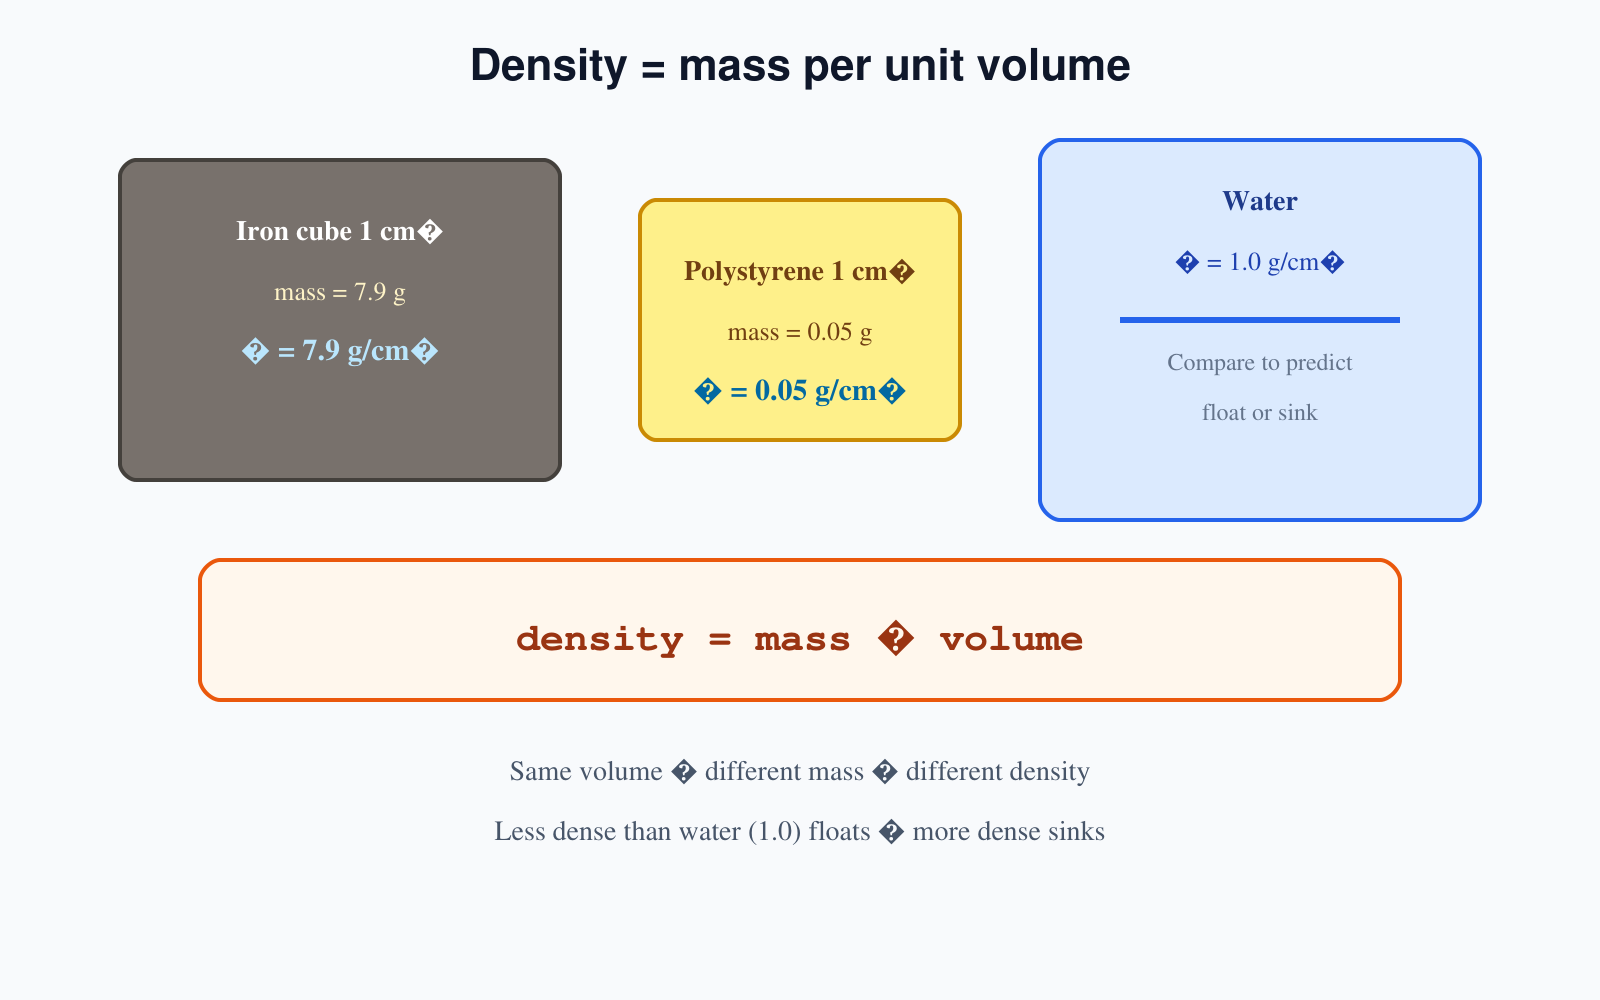 Density = mass per unit volume
Iron cube 1 cm�
mass = 7.9 g
� = 7.9 g/cm�
Polystyrene 1 cm�
mass = 0.05 g
� = 0.05 g/cm�
Water
� = 1.0 g/cm�
Compare to predict
float or sink
density = mass � volume
Same volume � different mass � different density
Less dense than water (1.0) floats � more dense sinks